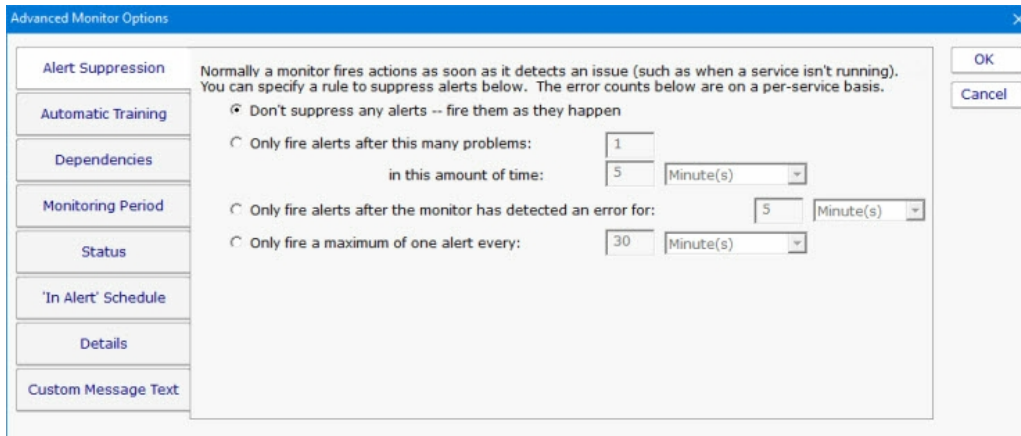 Advanced Monitor Options
Alert Suppression
Automatic Training
Dependencies
Monitoring Period
Status
'In Alert' Schedule
Details
Custom Message Text
Normally a monitor fires actions as soon as it detects an issue (such as when a service isn't running).
You can specify a rule to suppress alerts below. The error counts below are on a per-service basis.
Don't suppress any alerts -- fire them as they happen
Only fire alerts after this many problems: 1
in this amount of time: 5 Minute(s)
Only fire alerts after the monitor has detected an error for: 5 Minute(s)
Only fire a maximum of one alert every: 30 Minute(s)
OK
Cancel